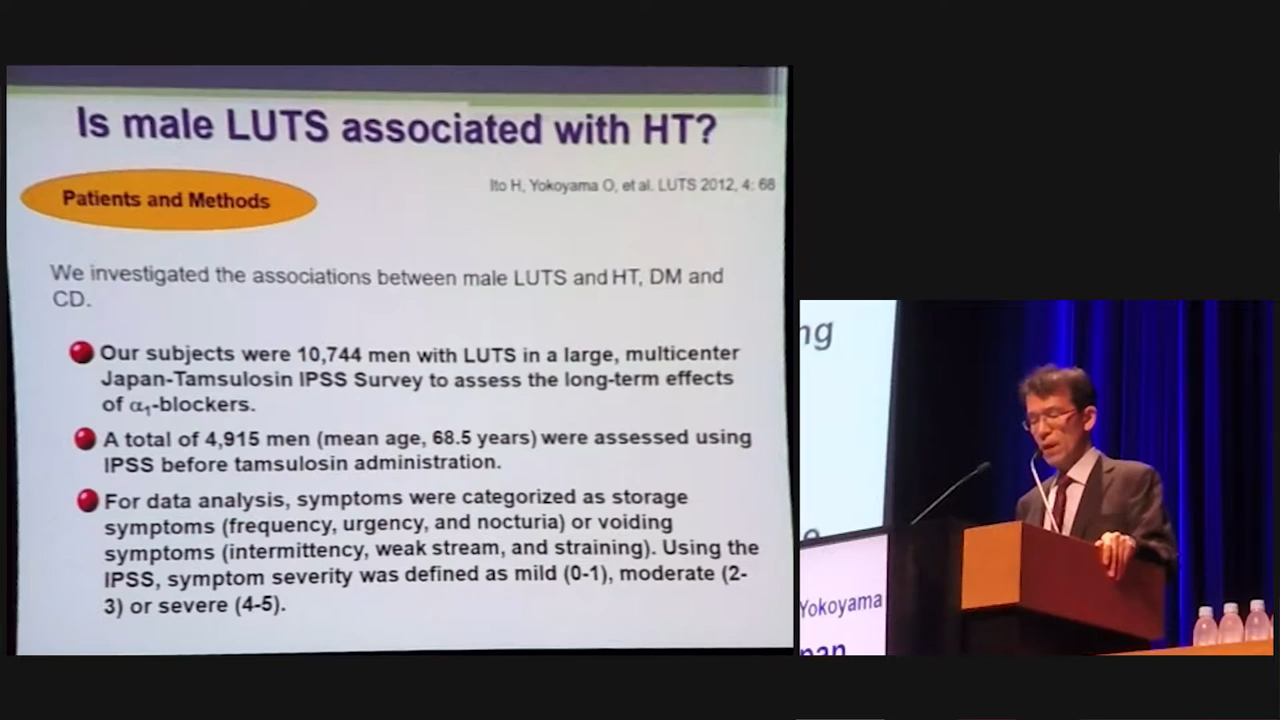 Is male LUTS associated with HT?
Patients and Methods
Ito H, Yokoyama O, et al. LUTS 2012, 4: 68
We investigated the associations between male LUTS and HT, DM and
CD.
Our subjects were 10,744 men with LUTS in a large, multicenter
Japan-Tamsulosin IPSS Survey to assess the long-term effects
of α₁-blockers.
A total of 4,915 men (mean age, 68.5 years) were assessed using
IPSS before tamsulosin administration.
For data analysis, symptoms were categorized as storage
symptoms (frequency, urgency, and nocturia) or voiding
symptoms (intermittency, weak stream, and straining). Using the
IPSS, symptom severity was defined as mild (0-1), moderate (2-
3) or severe (4-5).
ng
Yokoyama
pan